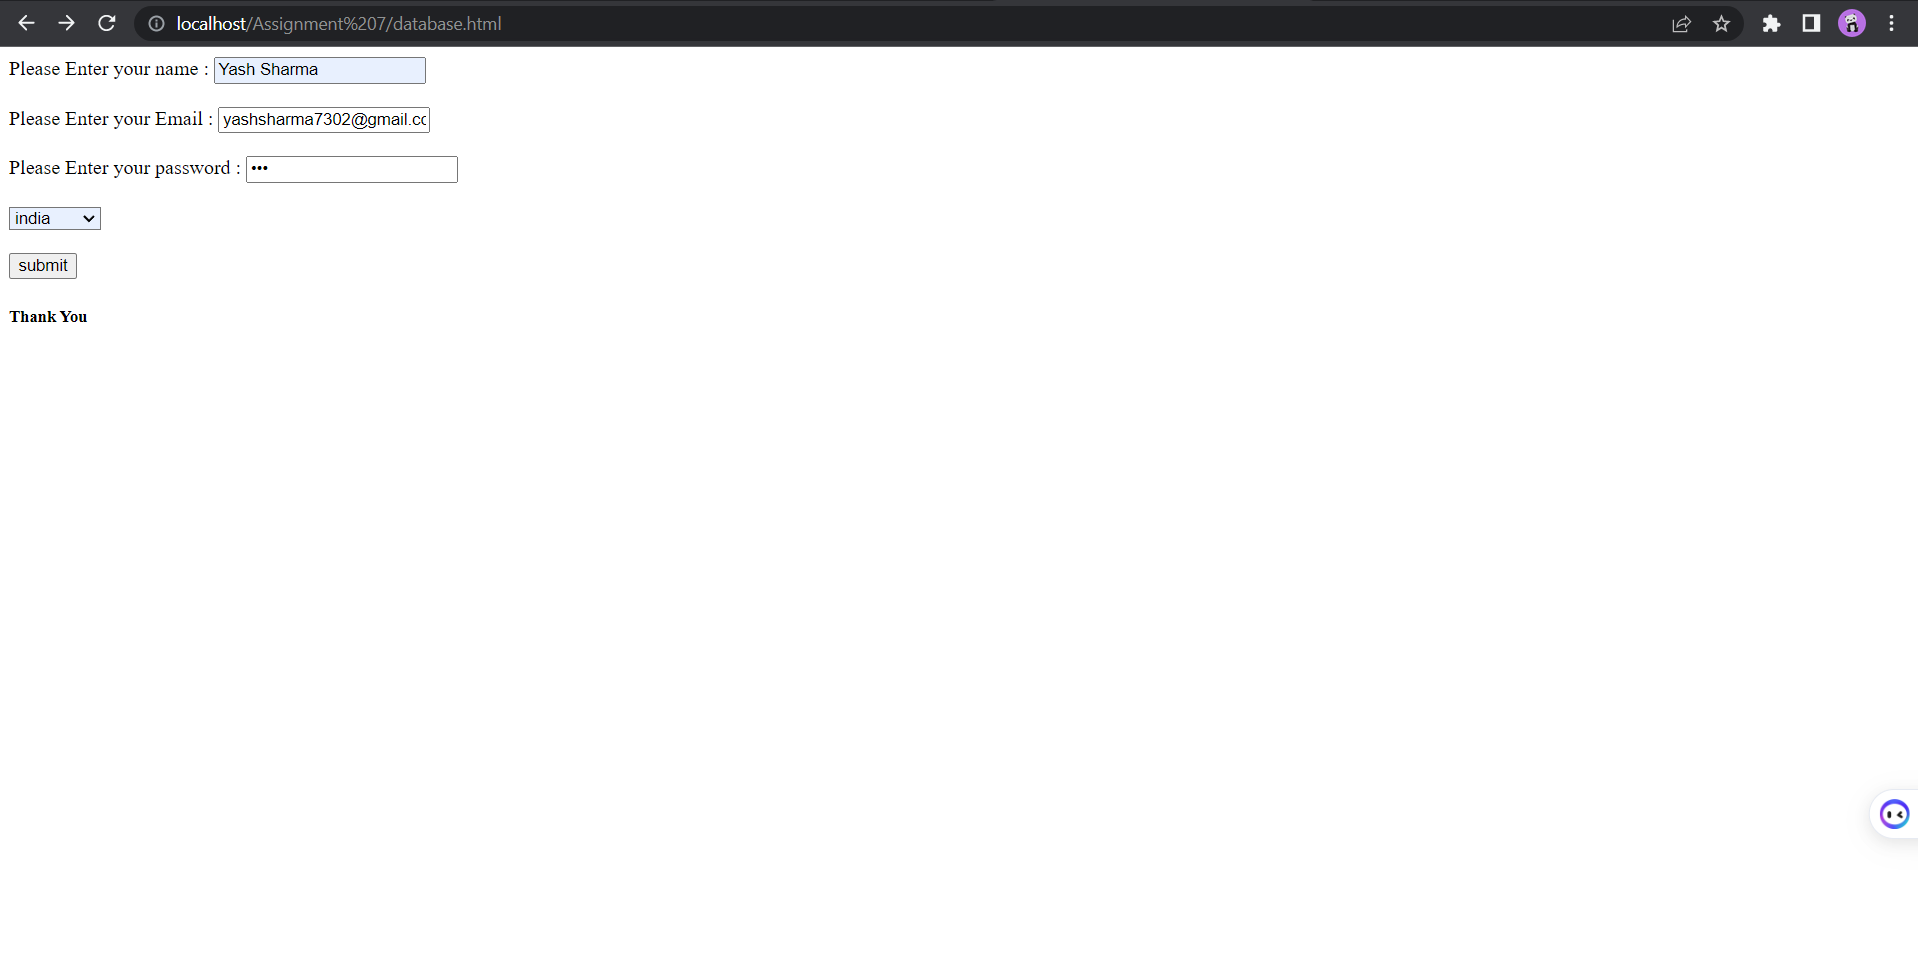 localhost/Assignment%207/database.html
Please Enter your name : Yash Sharma
Please Enter your Email : yashsharma7302@gmail.cc
Please Enter your password : •••
india
submit
Thank You